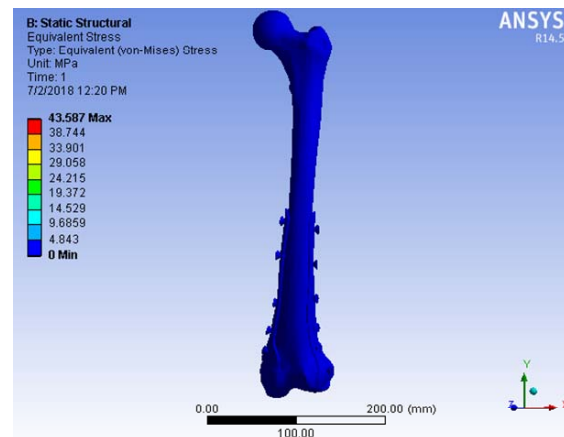 B: Static Structural
Equivalent Stress
Type: Equivalent (von-Mises) Stress
Unit: MPa
Time: 1
7/2/2018 12:20 PM
43.587 Max
38.744
33.901
29.058
24.215
19.372
14.529
9.6859
4.843
0 Min
ANSYS
R14.5
Y
Z
X
0.00
200.00 (mm)
100.00